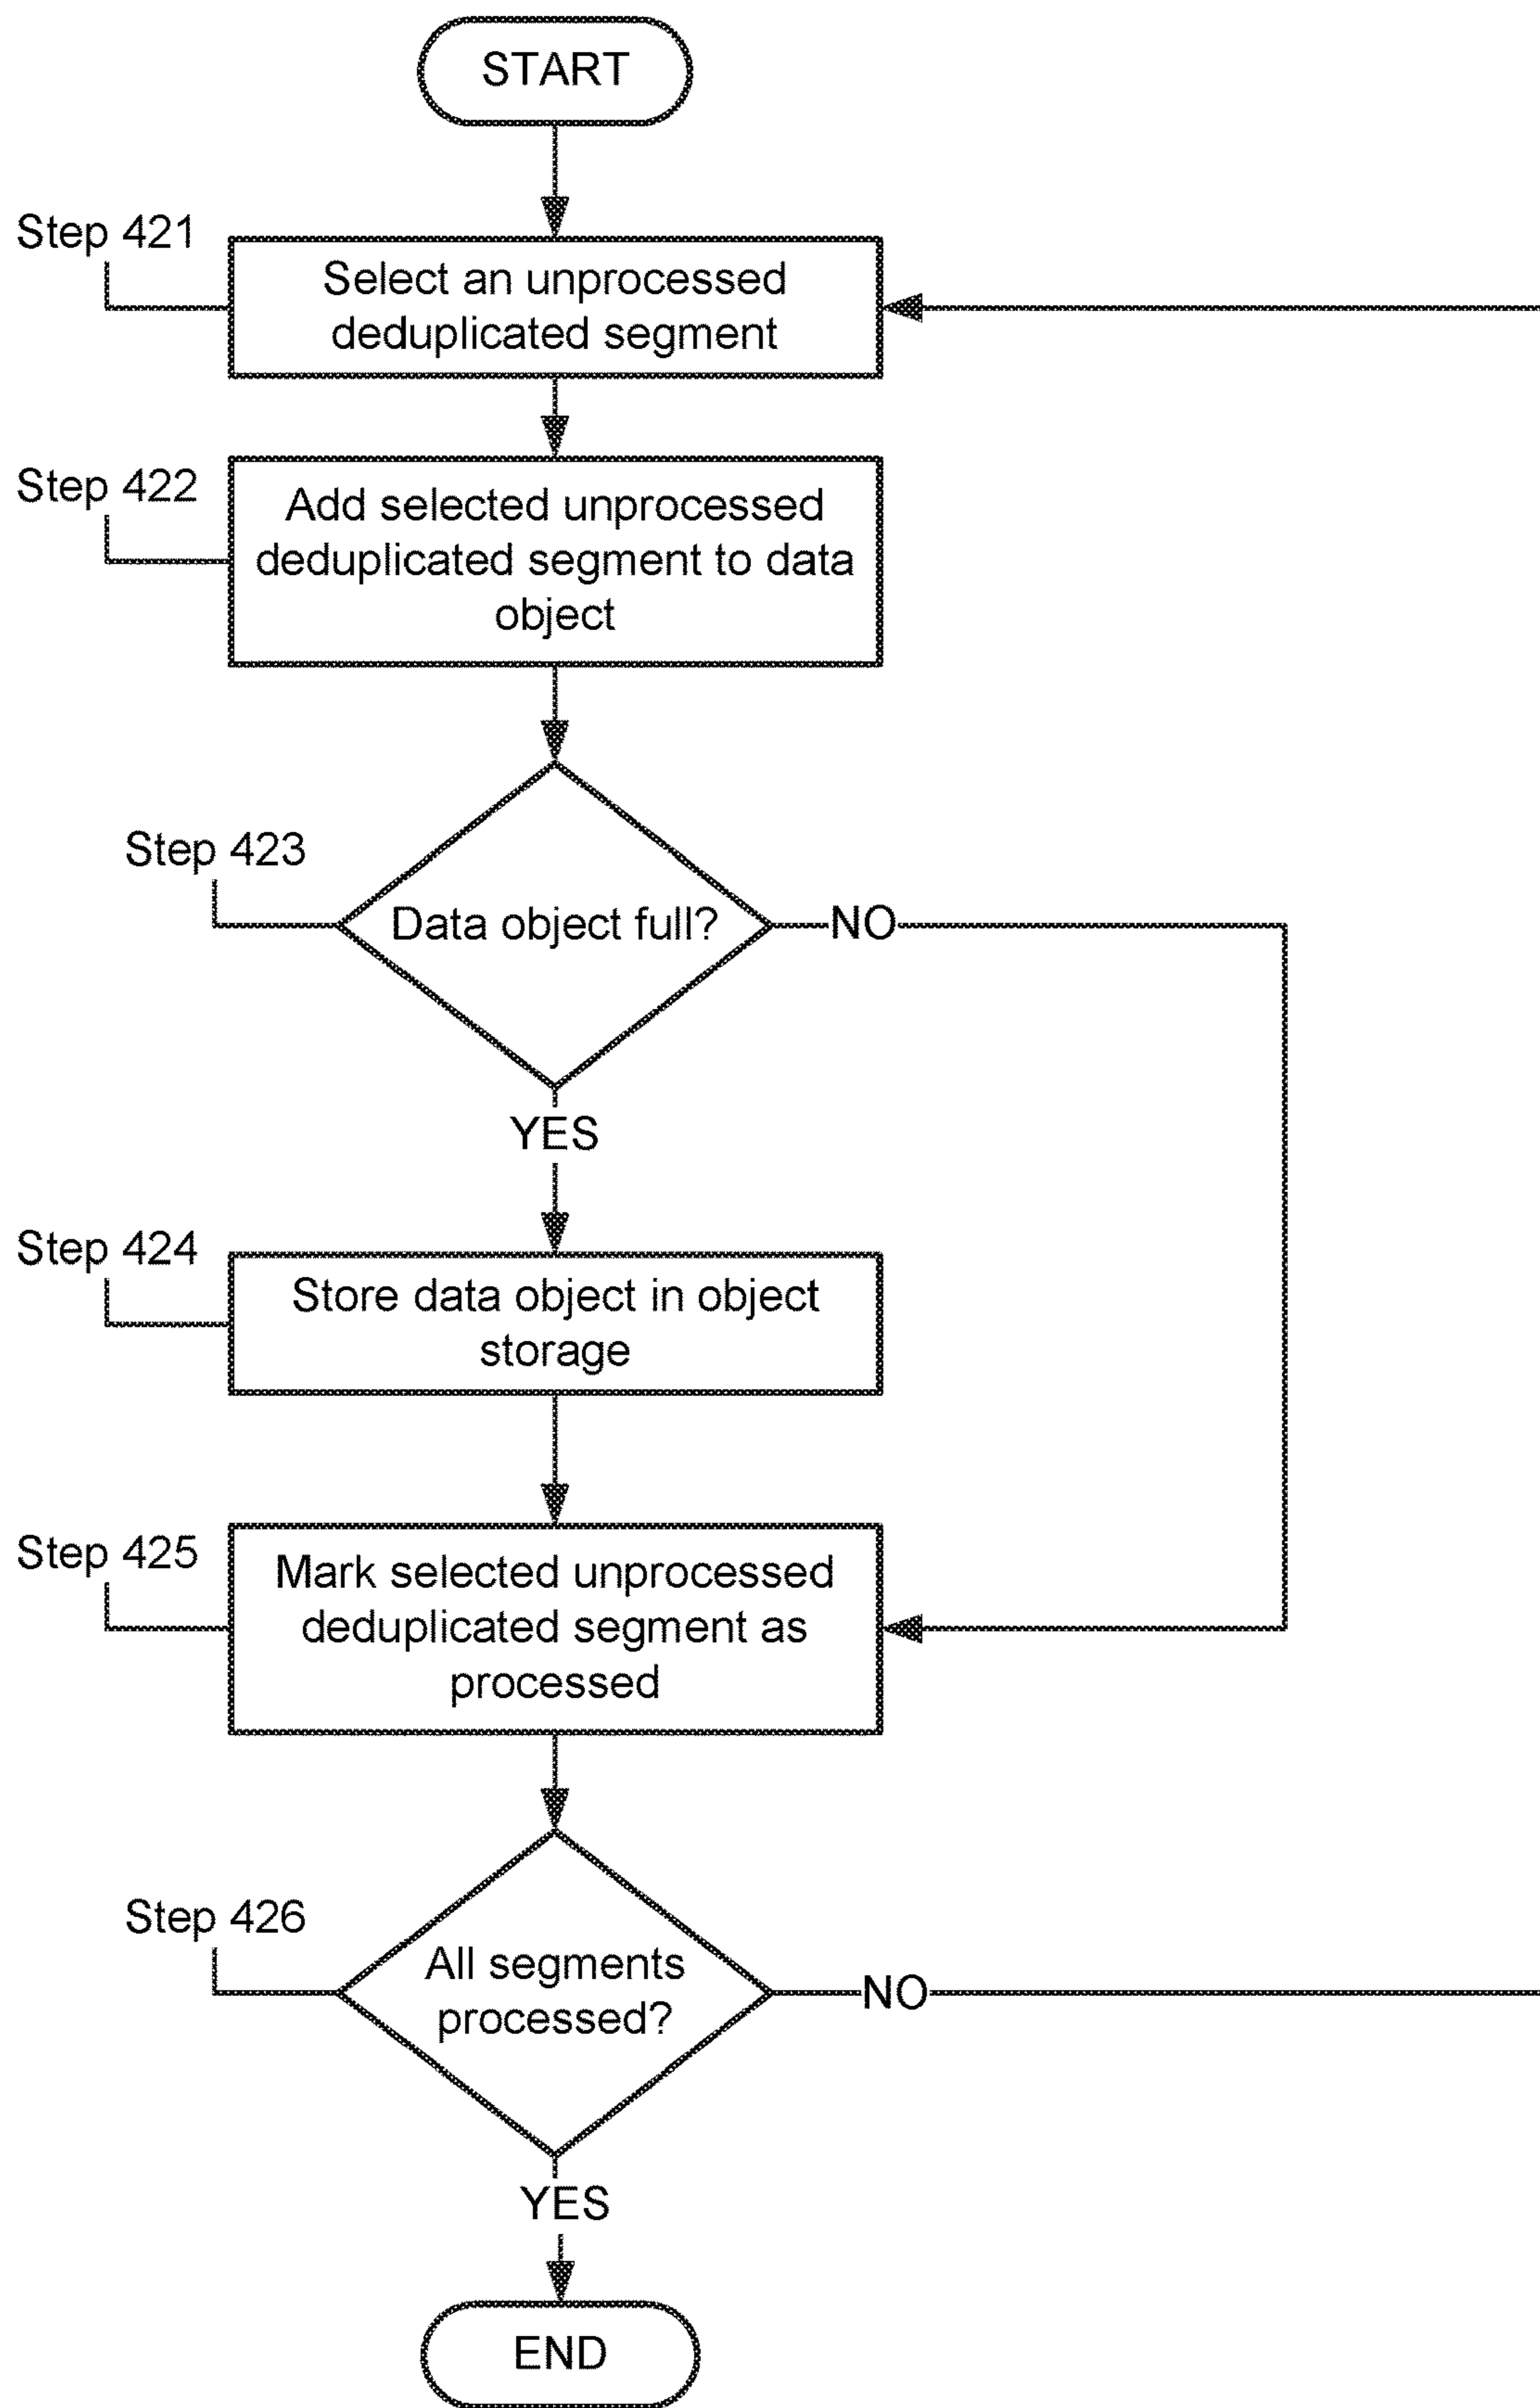 START
Step 421
Select an unprocessed
deduplicated segment
Step 422
Add selected unprocessed
deduplicated segment to data
object
Step 423
Data object full?
NO
YES
Step 424
Store data object in object
storage
Step 425
Mark selected unprocessed
deduplicated segment as
processed
Step 426
All segments
processed?
NO
YES
END